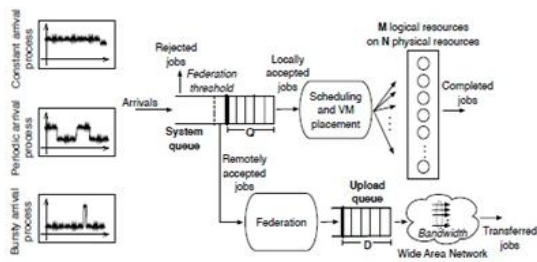 Constant arrival
process
Periodic arrival
process
Bursty arrival
process
Arrivals
Rejected
jobs
Federation
threshold
System
queue
Q
Locally
accepted
jobs
Scheduling
and VM
placement
M logical resources
on N physical resources
Completed
jobs
Remotely
accepted
jobs
Federation
Upload
queue
D
Bandwidth
Wide Area Network
Transferred
jobs